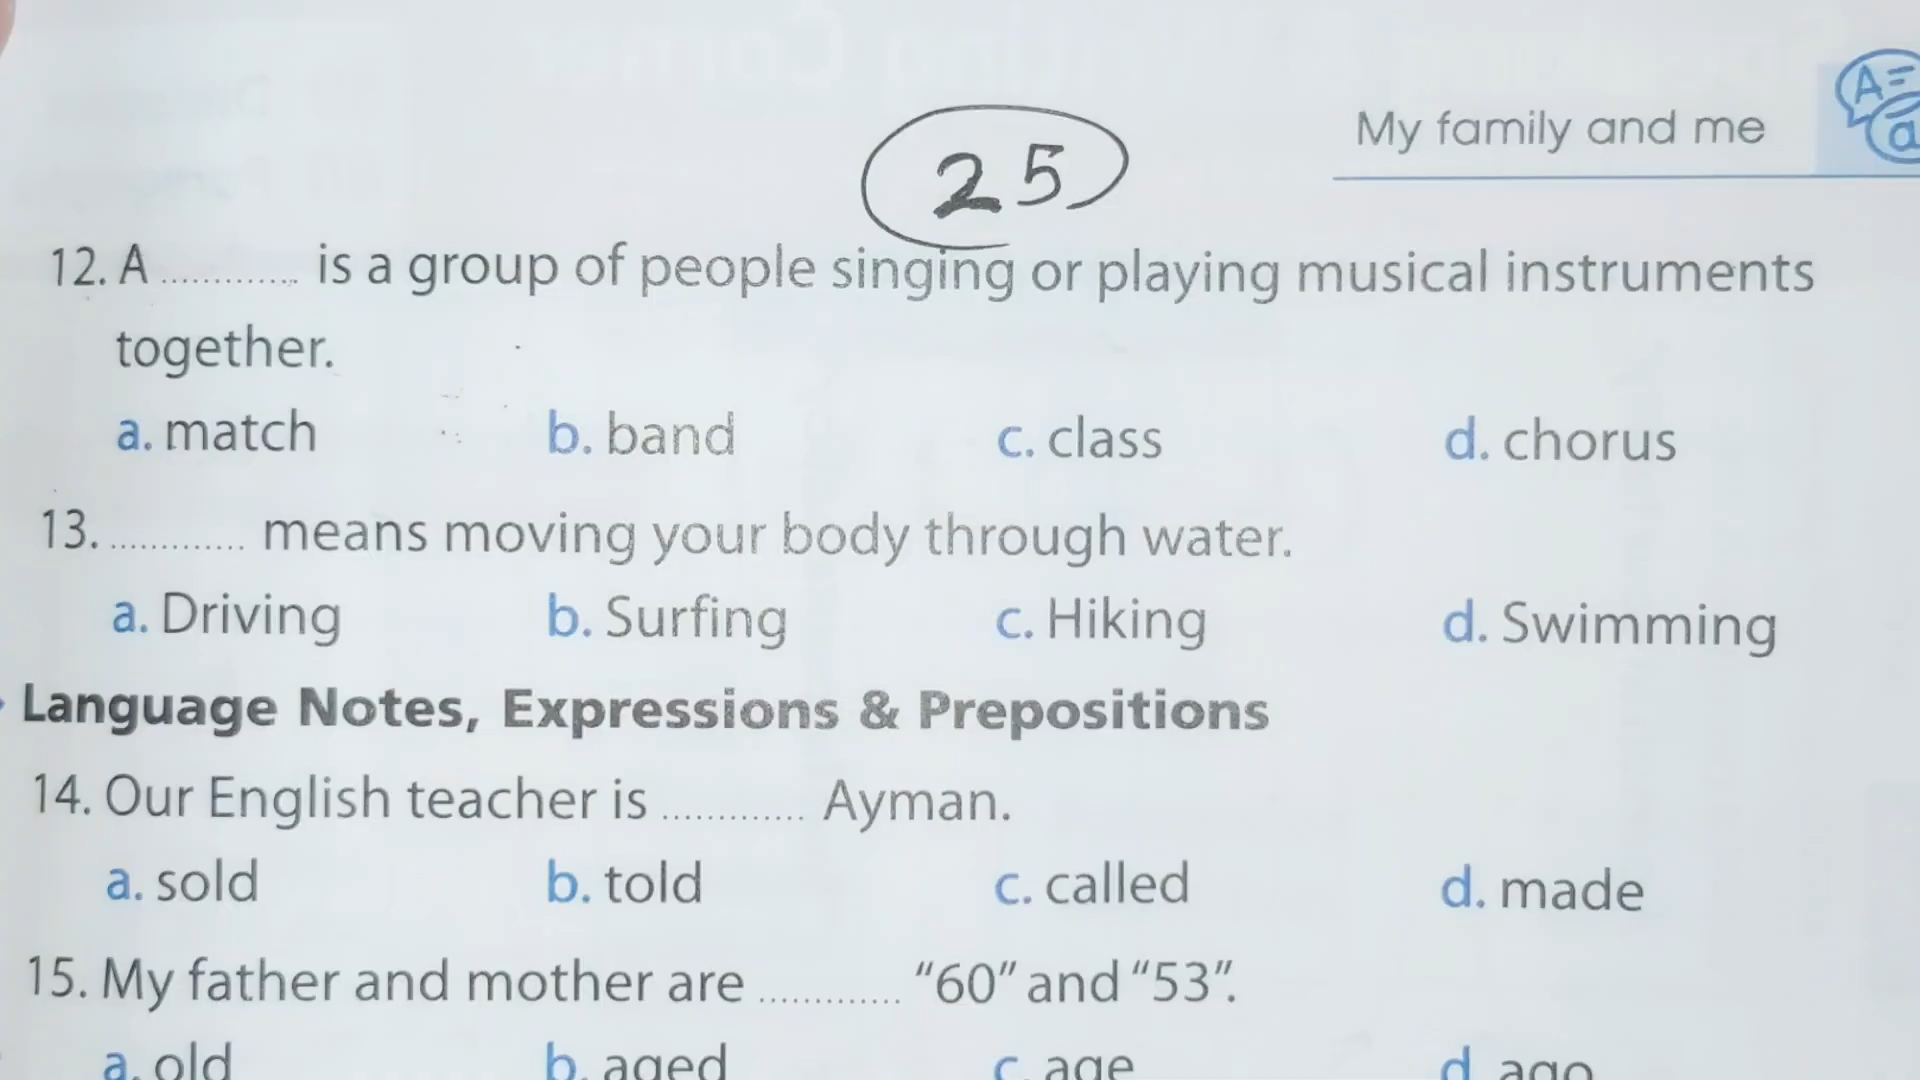 My family and me
A=
a
25
12. A ............. is a group of people singing or playing musical instruments
together.
a. match b. band c. class d. chorus
13. ............. means moving your body through water.
a. Driving b. Surfing c. Hiking d. Swimming
Language Notes, Expressions & Prepositions
14. Our English teacher is ............. Ayman.
a. sold b. told c. called d. made
15. My father and mother are ............. “60” and “53”.
a. old b. aged c. age d. ago